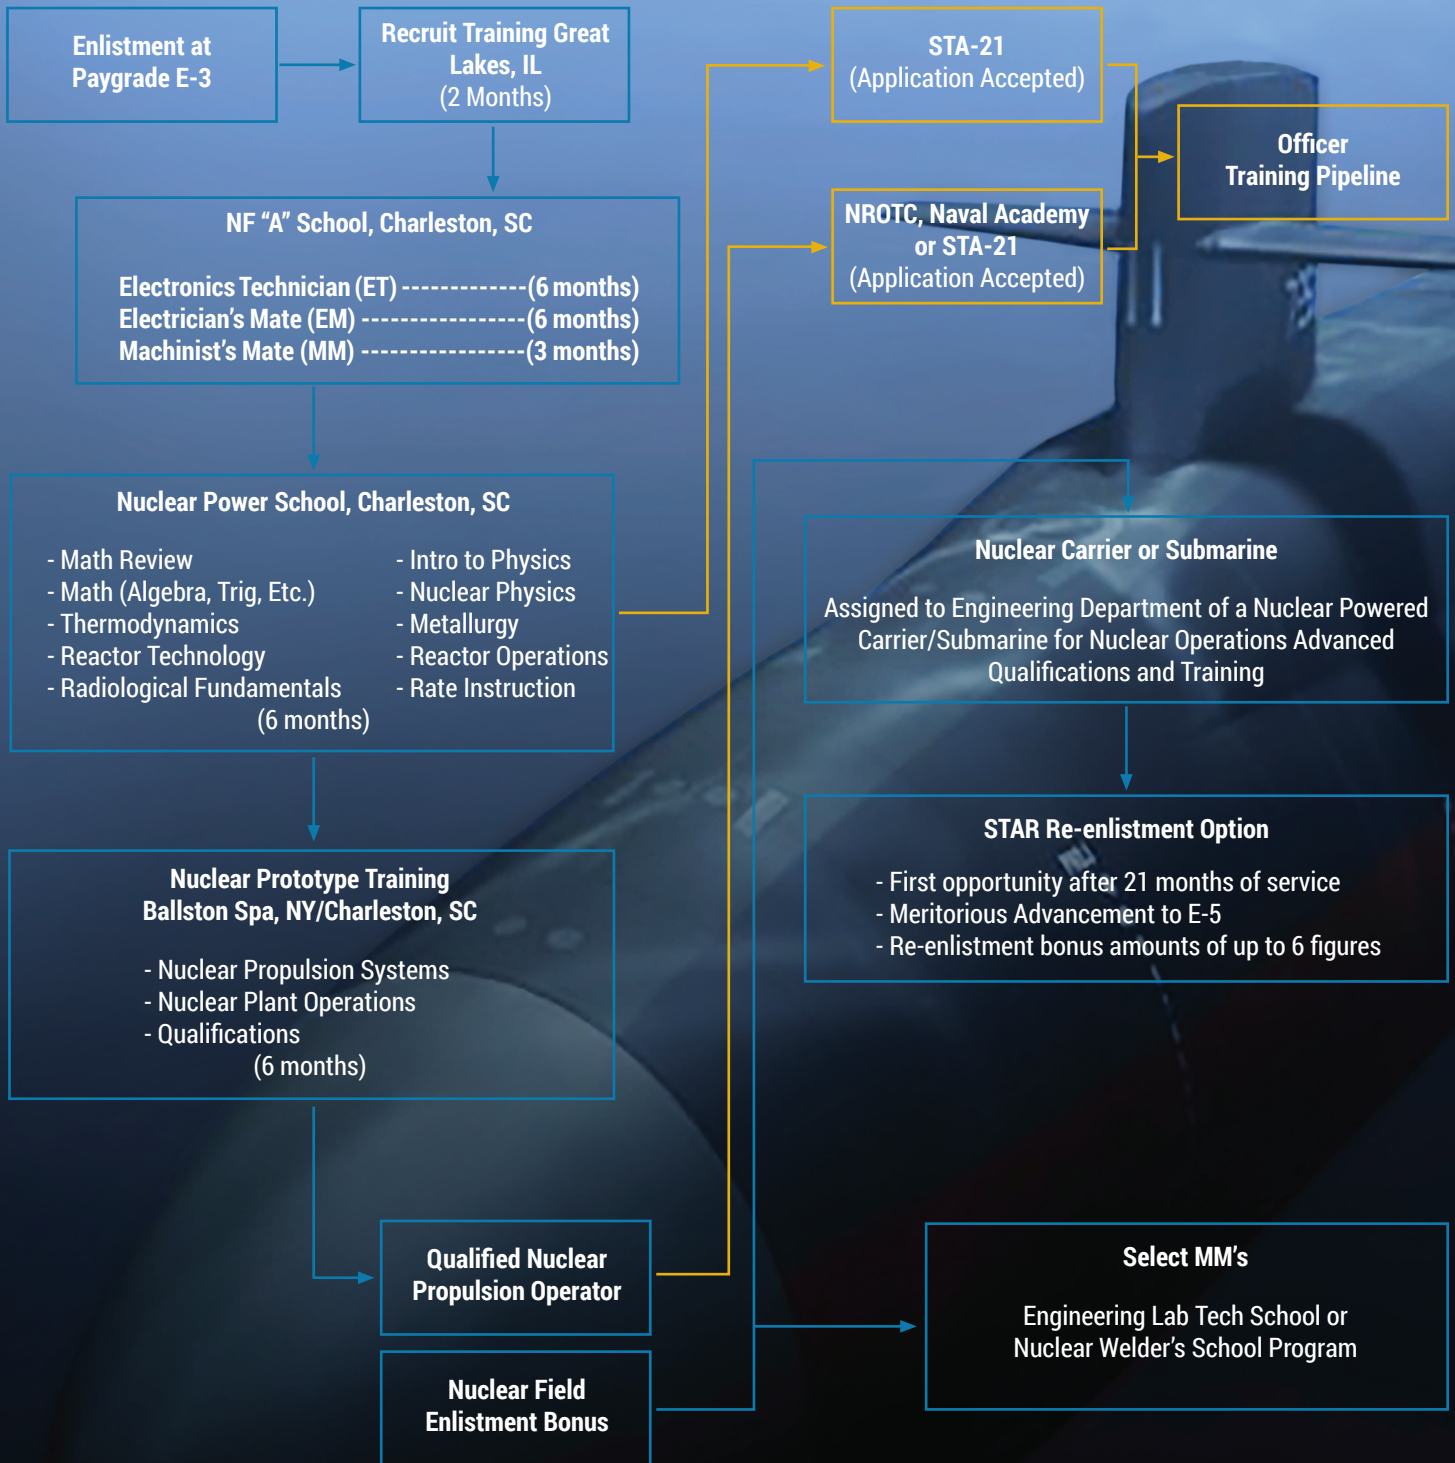 Enlistment at
Paygrade E-3
Recruit Training Great
Lakes, IL
(2 Months)
NF “A” School, Charleston, SC
Electronics Technician (ET) -------------(6 months)
Electrician’s Mate (EM) -----------------(6 months)
Machinist’s Mate (MM) -----------------(3 months)
Nuclear Power School, Charleston, SC
- Math Review
- Math (Algebra, Trig, Etc.)
- Thermodynamics
- Reactor Technology
- Radiological Fundamentals
- Intro to Physics
- Nuclear Physics
- Metallurgy
- Reactor Operations
- Rate Instruction
(6 months)
Nuclear Prototype Training
Ballston Spa, NY/Charleston, SC
- Nuclear Propulsion Systems
- Nuclear Plant Operations
- Qualifications
(6 months)
Qualified Nuclear
Propulsion Operator
Nuclear Field
Enlistment Bonus
STA-21
(Application Accepted)
NROTC, Naval Academy
or STA-21
(Application Accepted)
Officer
Training Pipeline
Nuclear Carrier or Submarine
Assigned to Engineering Department of a Nuclear Powered
Carrier/Submarine for Nuclear Operations Advanced
Qualifications and Training
STAR Re-enlistment Option
- First opportunity after 21 months of service
- Meritorious Advancement to E-5
- Re-enlistment bonus amounts of up to 6 figures
Select MM’s
Engineering Lab Tech School or
Nuclear Welder’s School Program